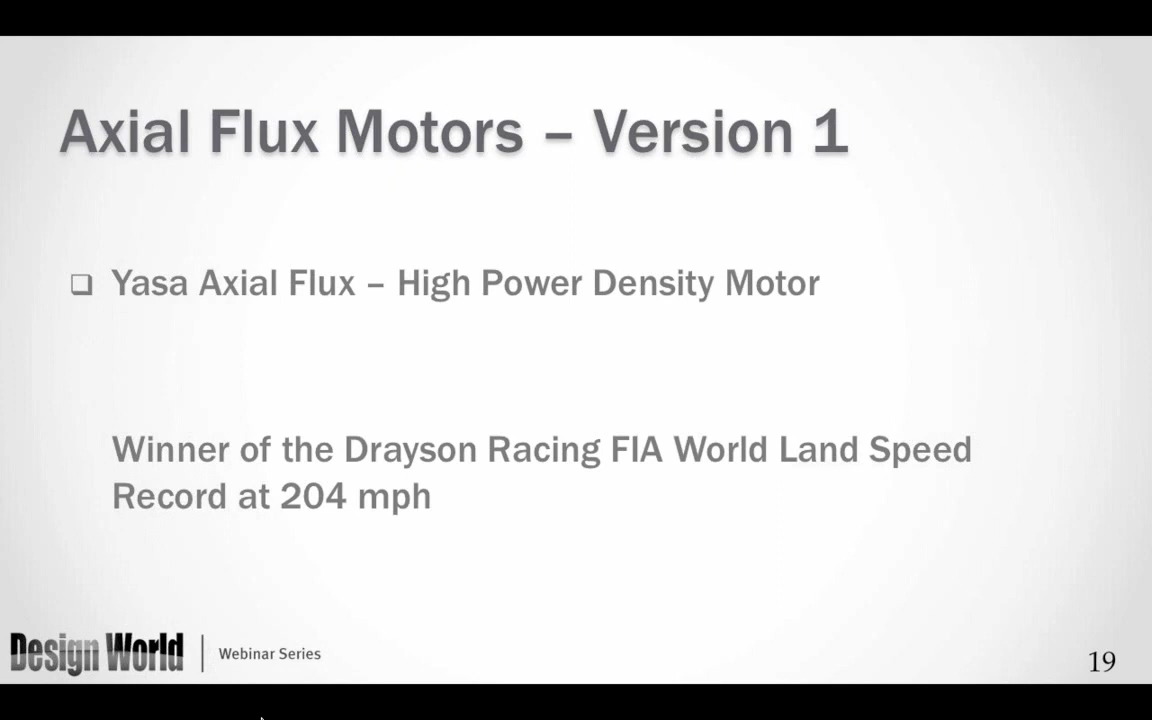 Axial Flux Motors – Version 1
Yasa Axial Flux – High Power Density Motor
Winner of the Drayson Racing FIA World Land Speed
Record at 204 mph
Design World
Webinar Series
19